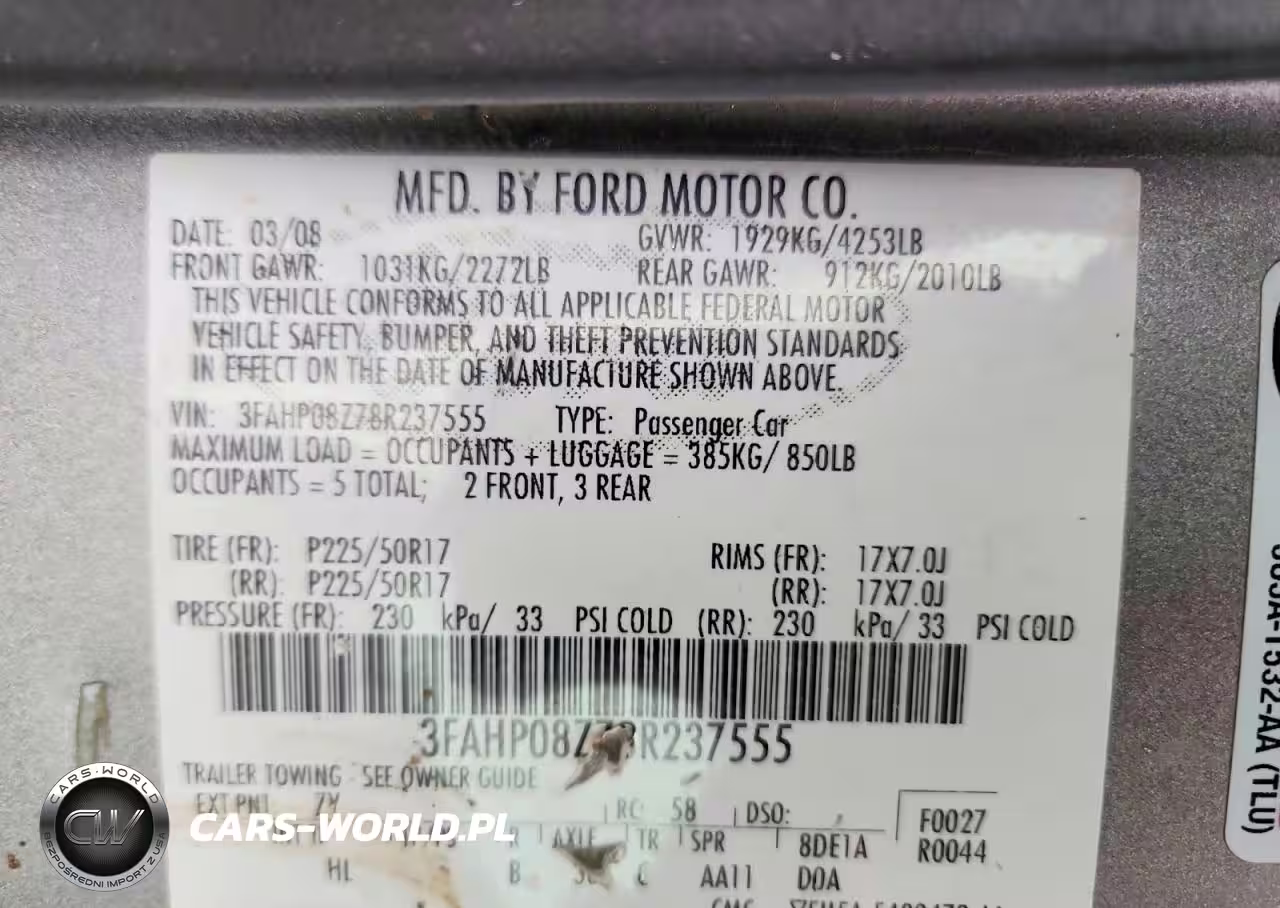 MFD. BY FORD MOTOR CO.
DATE: 03/08 GVWR: 1929KG/4253LB
FRONT GAWR: 1031KG/2272LB REAR GAWR: 912KG/2010LB
THIS VEHICLE CONFORMS TO ALL APPLICABLE FEDERAL MOTOR
VEHICLE SAFETY, BUMPER, AND THEFT PREVENTION STANDARDS
IN EFFECT ON THE DATE OF MANUFACTURE SHOWN ABOVE.
VIN: 3FAHP08Z78R237555 TYPE: Passenger Car
MAXIMUM LOAD = OCCUPANTS + LUGGAGE = 385KG/ 850LB
OCCUPANTS = 5 TOTAL; 2 FRONT, 3 REAR
TIRE (FR): P225/50R17 RIMS (FR): 17X7.0J
(RR): P225/50R17 (RR): 17X7.0J
PRESSURE (FR): 230 kPa/ 33 PSI COLD (RR): 230 kPa/ 33 PSI COLD
3FAHP08Z78R237555
TRAILER TOWING - SEE OWNER GUIDE
EXT PNT RC: 58 DSO: F0027
AXLE TR SPR 8DE1A R0044
HL B C AA11 D0A
CARS-WORLD.PL
CARS-WORLD
CW
BEZPOŚREDNI IMPORT Z USA
532-AA (TLU)